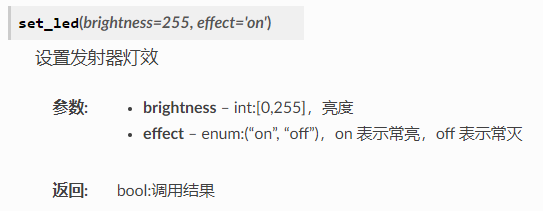 set_led(brightness=255, effect='on')
设置发射器灯效
参数:
• brightness – int:[0,255]，亮度
• effect – enum:(“on”, “off”)，on 表示常亮，off 表示常灭
返回: bool:调用结果